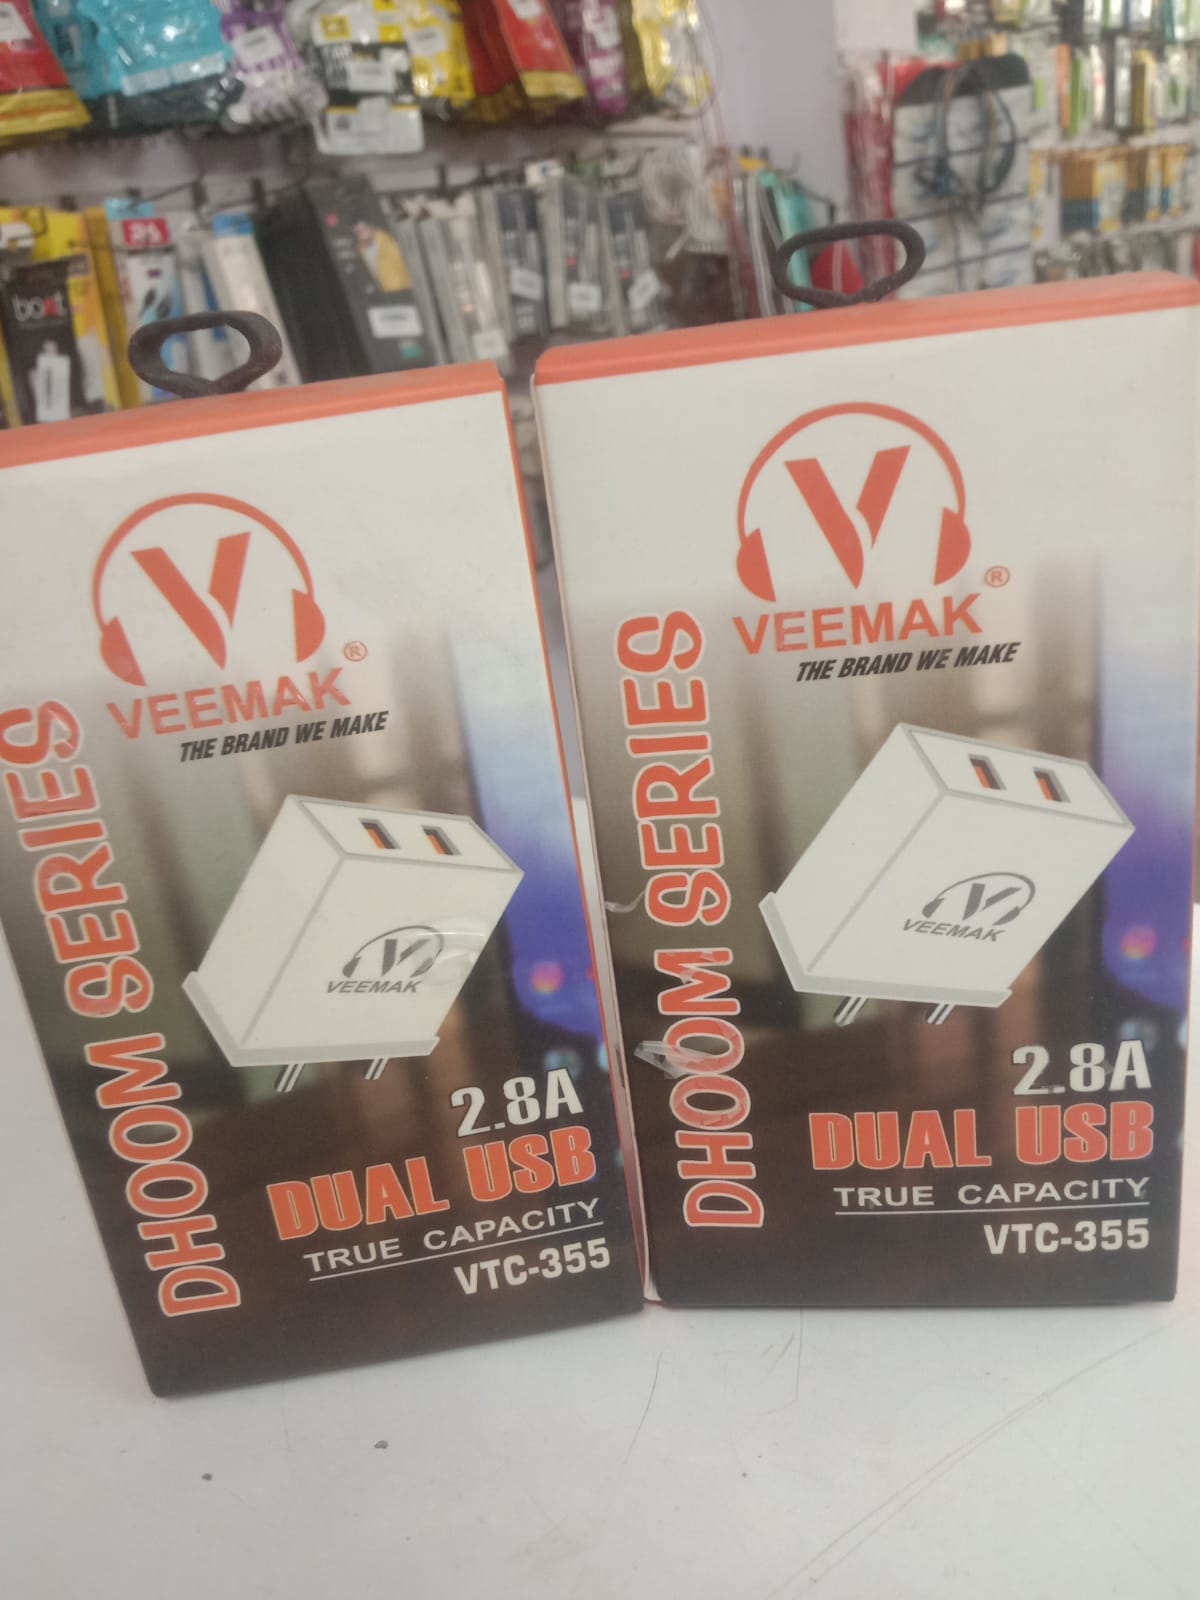 boAt
VEEMAK
®
THE BRAND WE MAKE
DHOOM SERIES
VEEMAK
2.8A
DUAL USB
TRUE CAPACITY
VTC-355
VEEMAK
®
THE BRAND WE MAKE
DHOOM SERIES
VEEMAK
2.8A
DUAL USB
TRUE CAPACITY
VTC-355